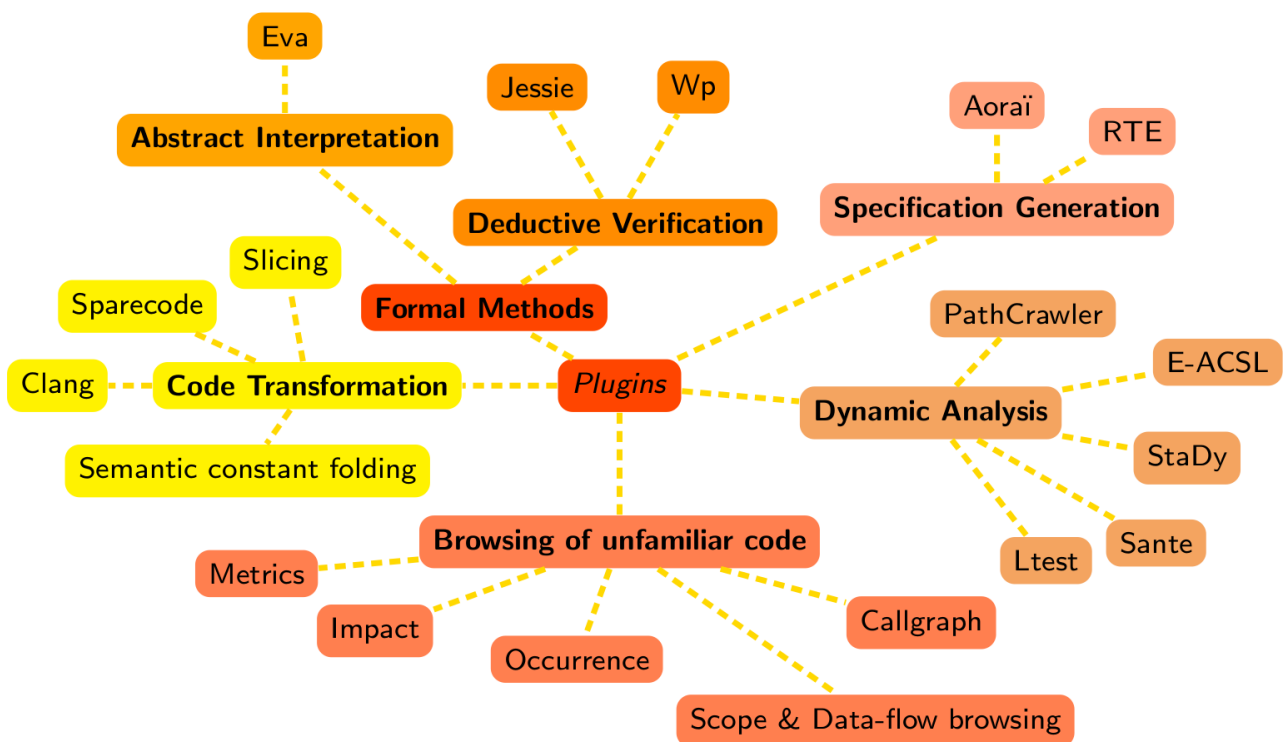 Eva
Jessie
Wp
Aoraï
RTE
Abstract Interpretation
Deductive Verification
Specification Generation
Slicing
Sparecode
Formal Methods
PathCrawler
E-ACSL
Clang
Code Transformation
Plugins
Dynamic Analysis
StaDy
Semantic constant folding
Browsing of unfamiliar code
Sante
Ltest
Metrics
Impact
Callgraph
Occurrence
Scope & Data-flow browsing